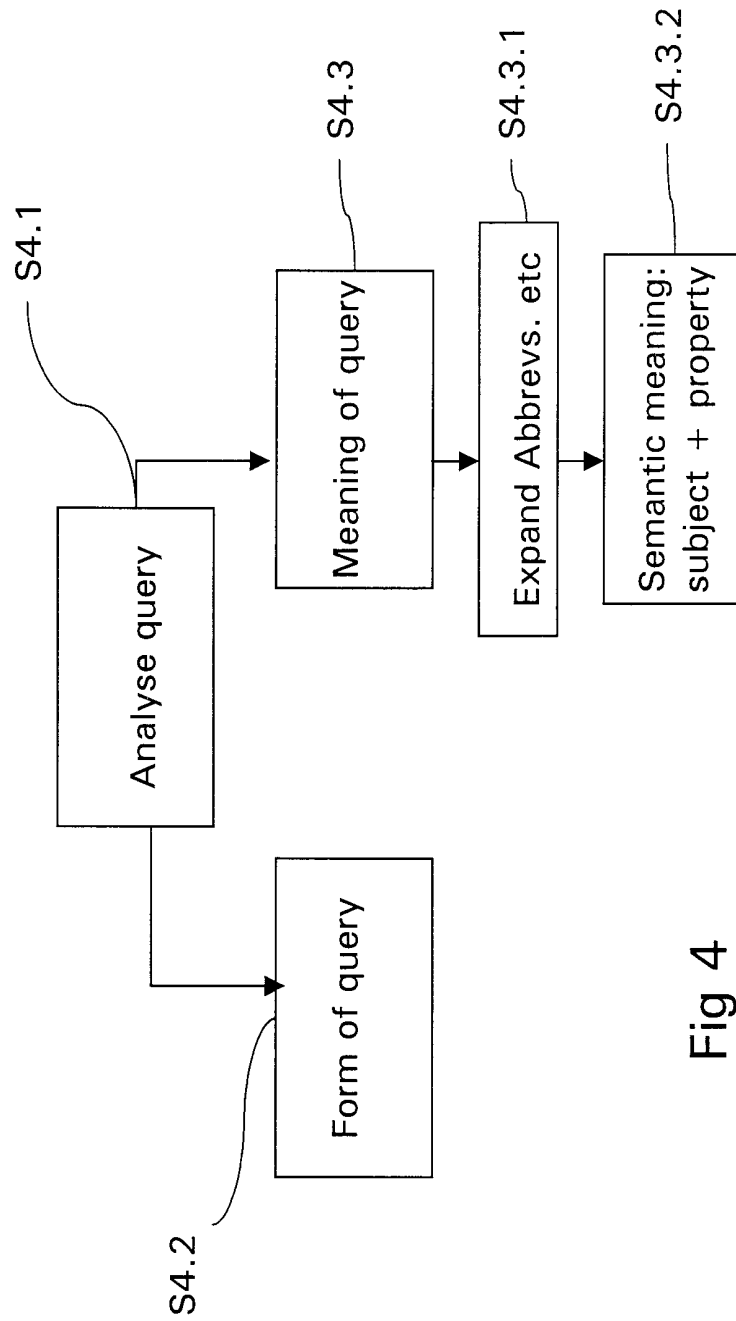 S4.1
Analyse query
S4.2
Form of query
Meaning of query
S4.3
Expand Abbrevs. etc
S4.3.1
Semantic meaning:
subject + property
S4.3.2
Fig 4